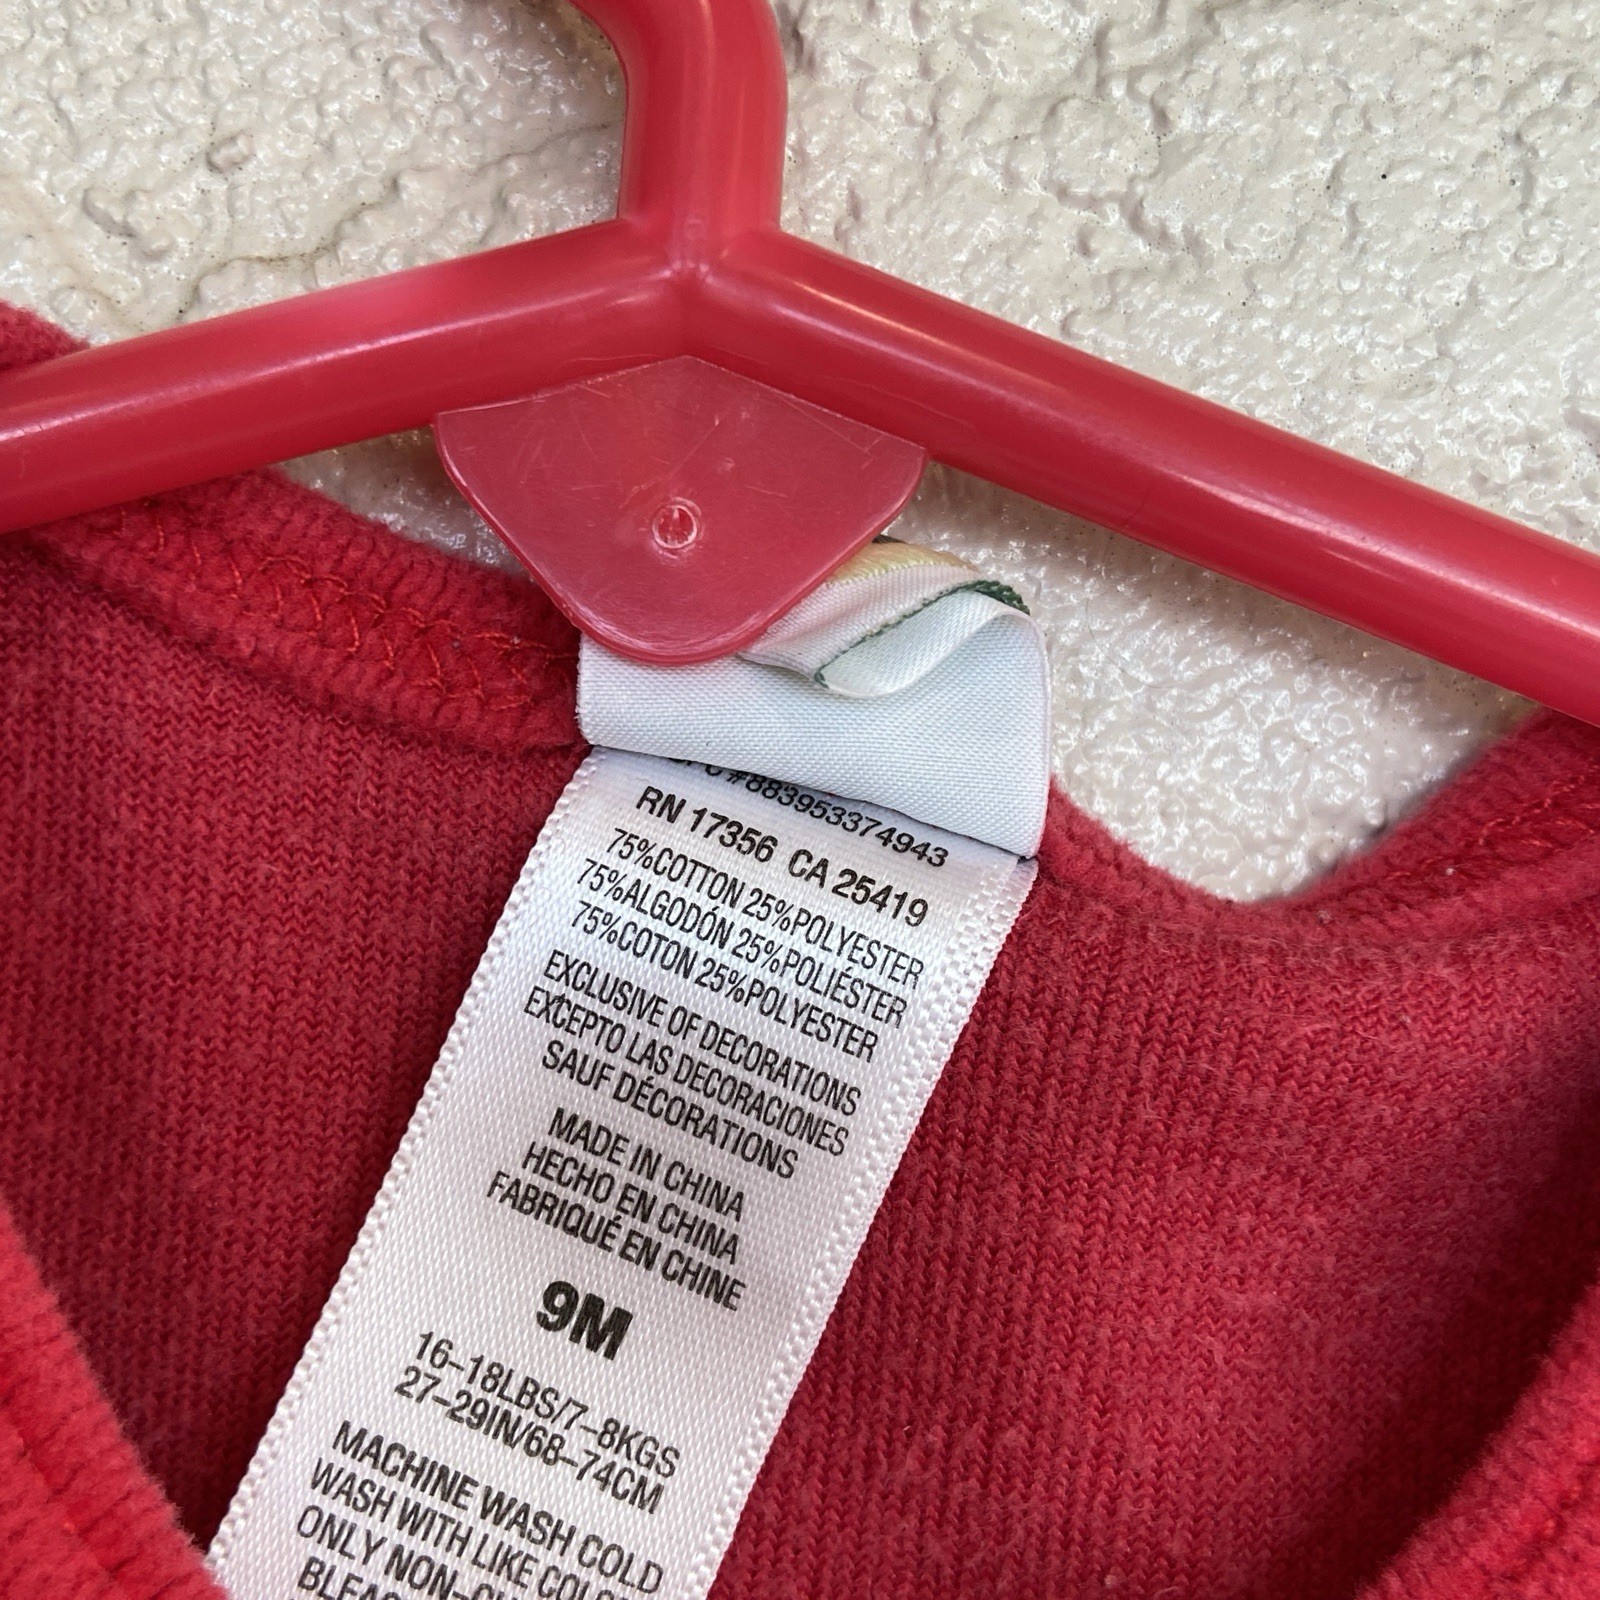 #883953374943
RN 17356 CA 25419
75%COTTON 25%POLYESTER
75%ALGODÓN 25%POLIÉSTER
75%COTON 25%POLYESTER
EXCLUSIVE OF DECORATIONS
EXCEPTO LAS DECORACIONES
SAUF DÉCORATIONS
MADE IN CHINA
HECHO EN CHINA
FABRIQUÉ EN CHINE
9M
16–18LBS/7–8KGS
27–29IN/68–74CM
MACHINE WASH COLD
WASH WITH LIKE
ONLY